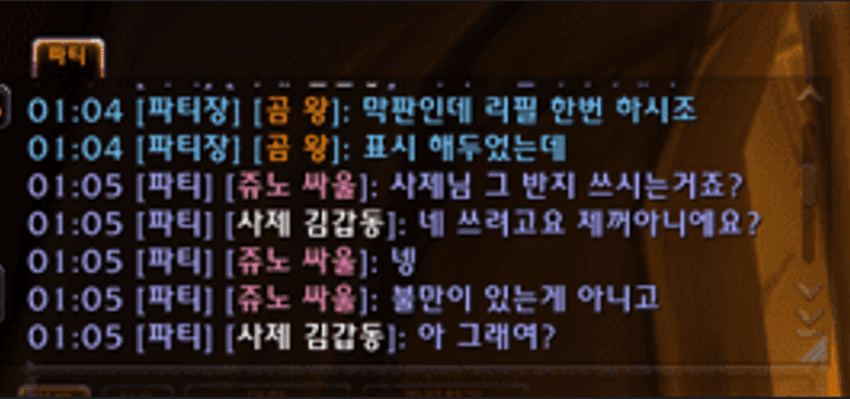 파티
01:04 [파티장] [곰 왕]: 막판인데 리필 한번 하시조
01:04 [파티장] [곰 왕]: 표시 해두었는데
01:05 [파티] [쥬노 싸울]: 사제님 그 반지 쓰시는거죠?
01:05 [파티] [사제 김갑동]: 네 쓰려고요 제꺼아니에요?
01:05 [파티] [쥬노 싸울]: 넹
01:05 [파티] [쥬노 싸울]: 불만이 있는게 아니고
01:05 [파티] [사제 김갑동]: 아 그래여?